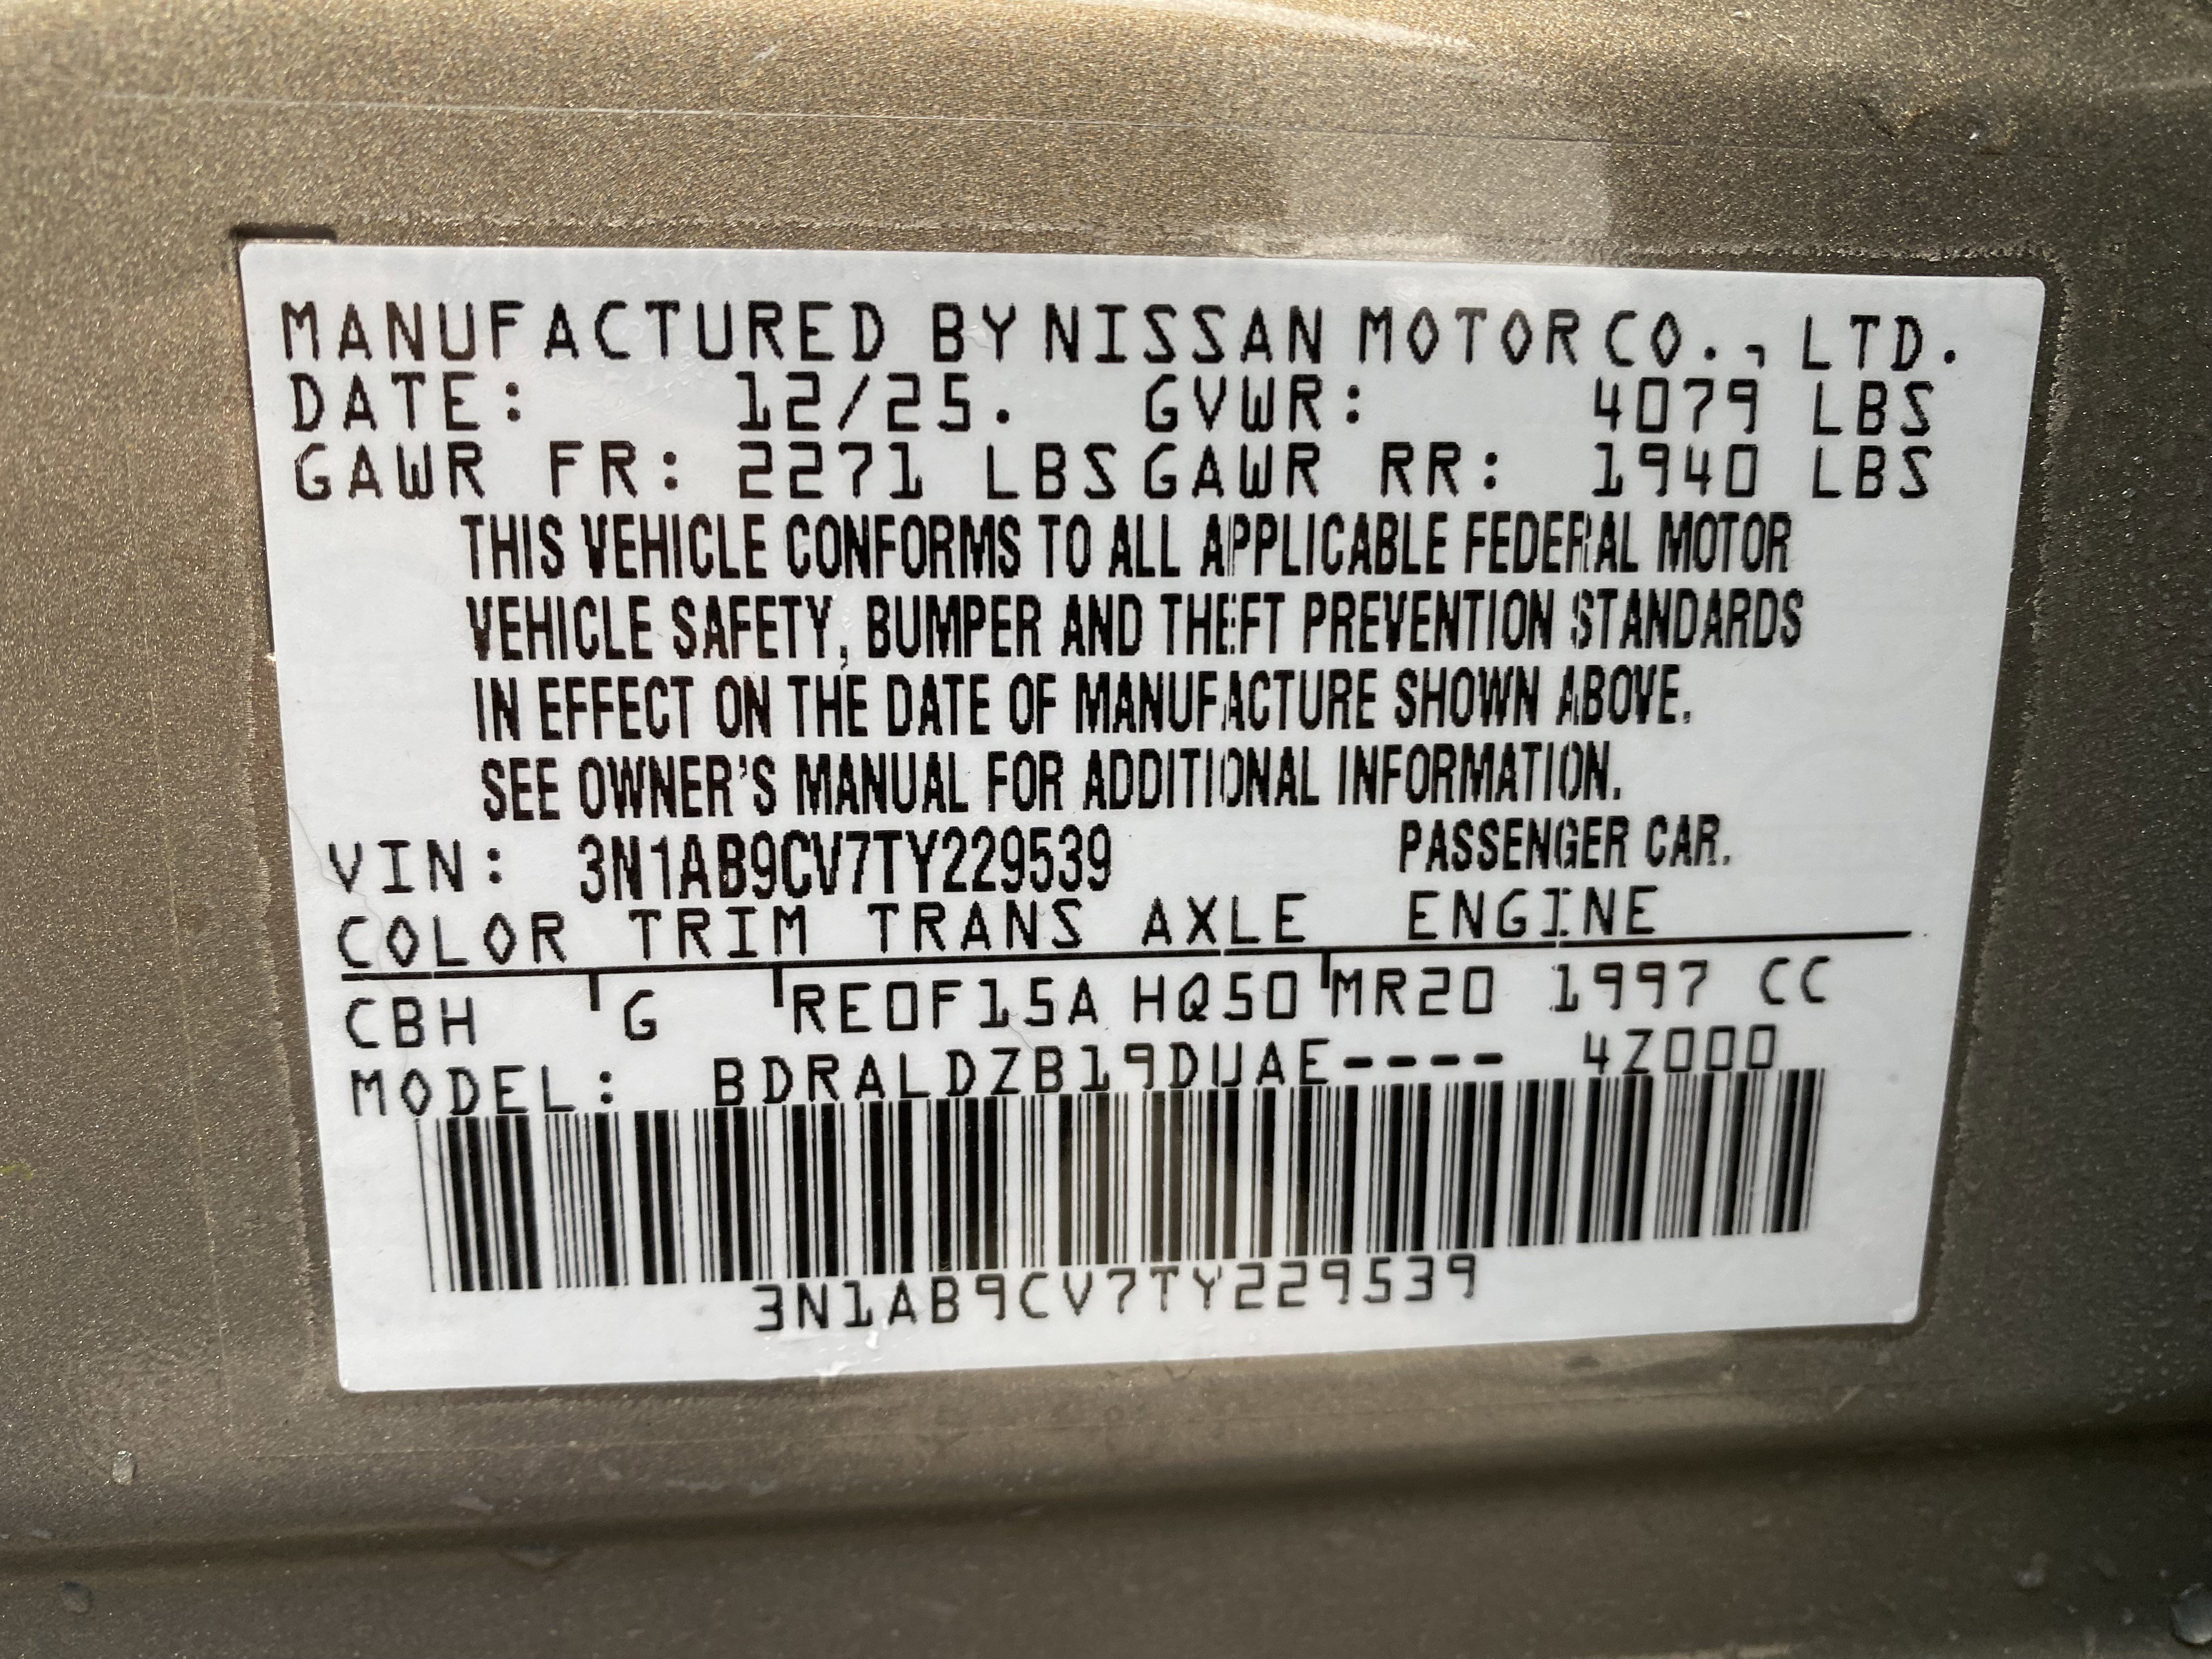 MANUFACTURED BY NISSAN MOTOR CO., LTD.
DATE: 12/25. GVWR: 4079 LBS
GAWR FR: 2271 LBS GAWR RR: 1940 LBS
THIS VEHICLE CONFORMS TO ALL APPLICABLE FEDERAL MOTOR
VEHICLE SAFETY, BUMPER AND THEFT PREVENTION STANDARDS
IN EFFECT ON THE DATE OF MANUFACTURE SHOWN ABOVE.
SEE OWNER'S MANUAL FOR ADDITIONAL INFORMATION.
VIN: 3N1AB9CV7TY229539 PASSENGER CAR.
COLOR TRIM TRANS AXLE ENGINE
CBH G RE0F15A HQ50 MR20 1997 CC
MODEL: BDRALDZB19DUAE---- 4Z000
3N1AB9CV7TY229539